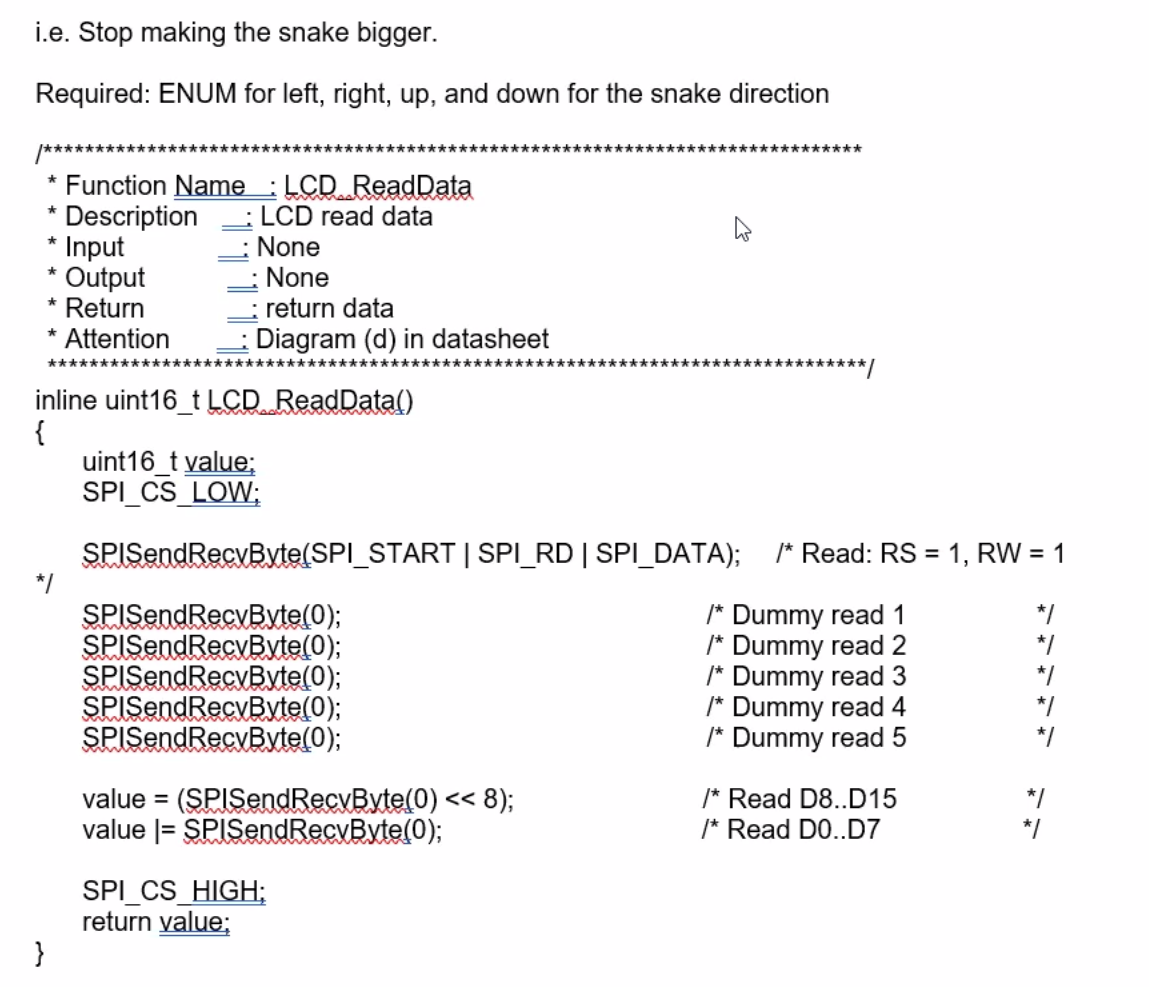 i.e. Stop making the snake bigger.
Required: ENUM for left, right, up, and down for the snake direction
/*******************************************************************************
* Function Name : LCD_ReadData
* Description : LCD read data
* Input : None
* Output : None
* Return : return data
* Attention : Diagram (d) in datasheet
*******************************************************************************/
inline uint16_t LCD_ReadData()
{
uint16_t value;
SPI_CS_LOW;
SPISendRecvByte(SPI_START | SPI_RD | SPI_DATA); /* Read: RS = 1, RW = 1
*/
SPISendRecvByte(0); /* Dummy read 1 */
SPISendRecvByte(0); /* Dummy read 2 */
SPISendRecvByte(0); /* Dummy read 3 */
SPISendRecvByte(0); /* Dummy read 4 */
SPISendRecvByte(0); /* Dummy read 5 */
value = (SPISendRecvByte(0) << 8); /* Read D8..D15 */
value |= SPISendRecvByte(0); /* Read D0..D7 */
SPI_CS_HIGH;
return value;
}